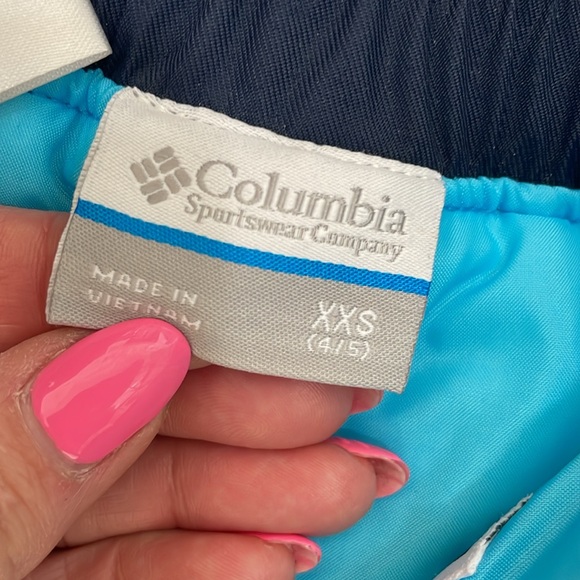 Columbia
Sportswear Company
MADE IN
VIETNAM
XXS
(4/5)